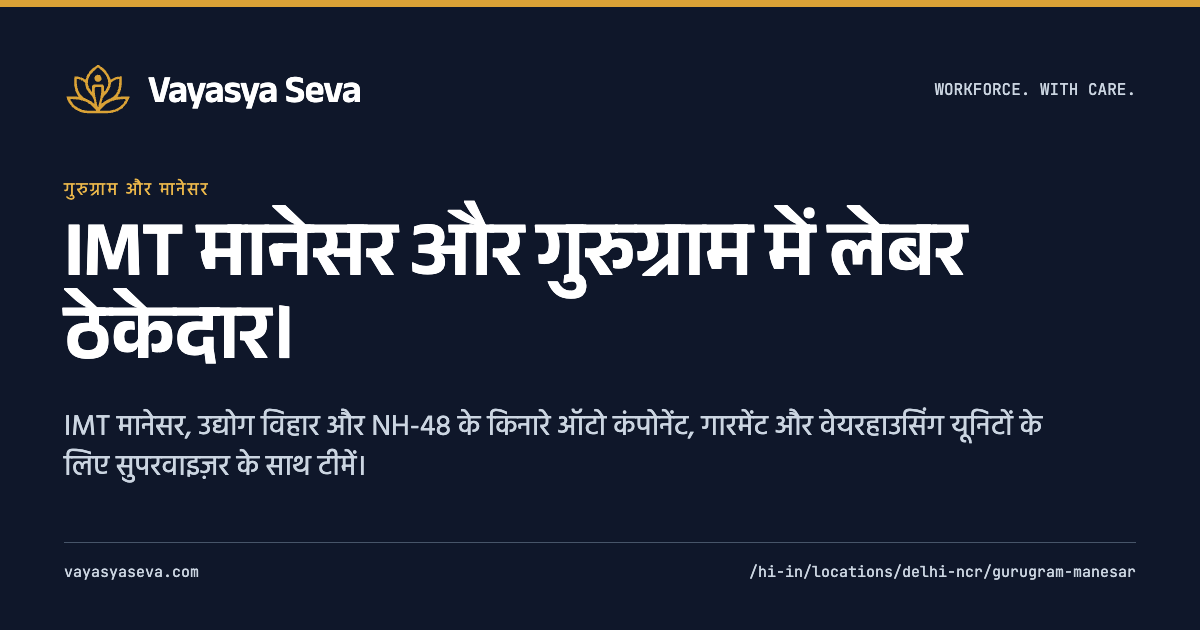 Vayasya Seva
WORKFORCE. WITH CARE.
गुरुग्राम और मानेसर
IMT मानेसर और गुरुग्राम में लेबर
ठेकेदार।
IMT मानेसर, उद्योग विहार और NH-48 के किनारे ऑटो कंपोनेंट, गारमेंट और वेयरहाउसिंग यूनिटों के
लिए सुपरवाइज़र के साथ टीमें।
vayasyaseva.com
/hi-in/locations/delhi-ncr/gurugram-manesar